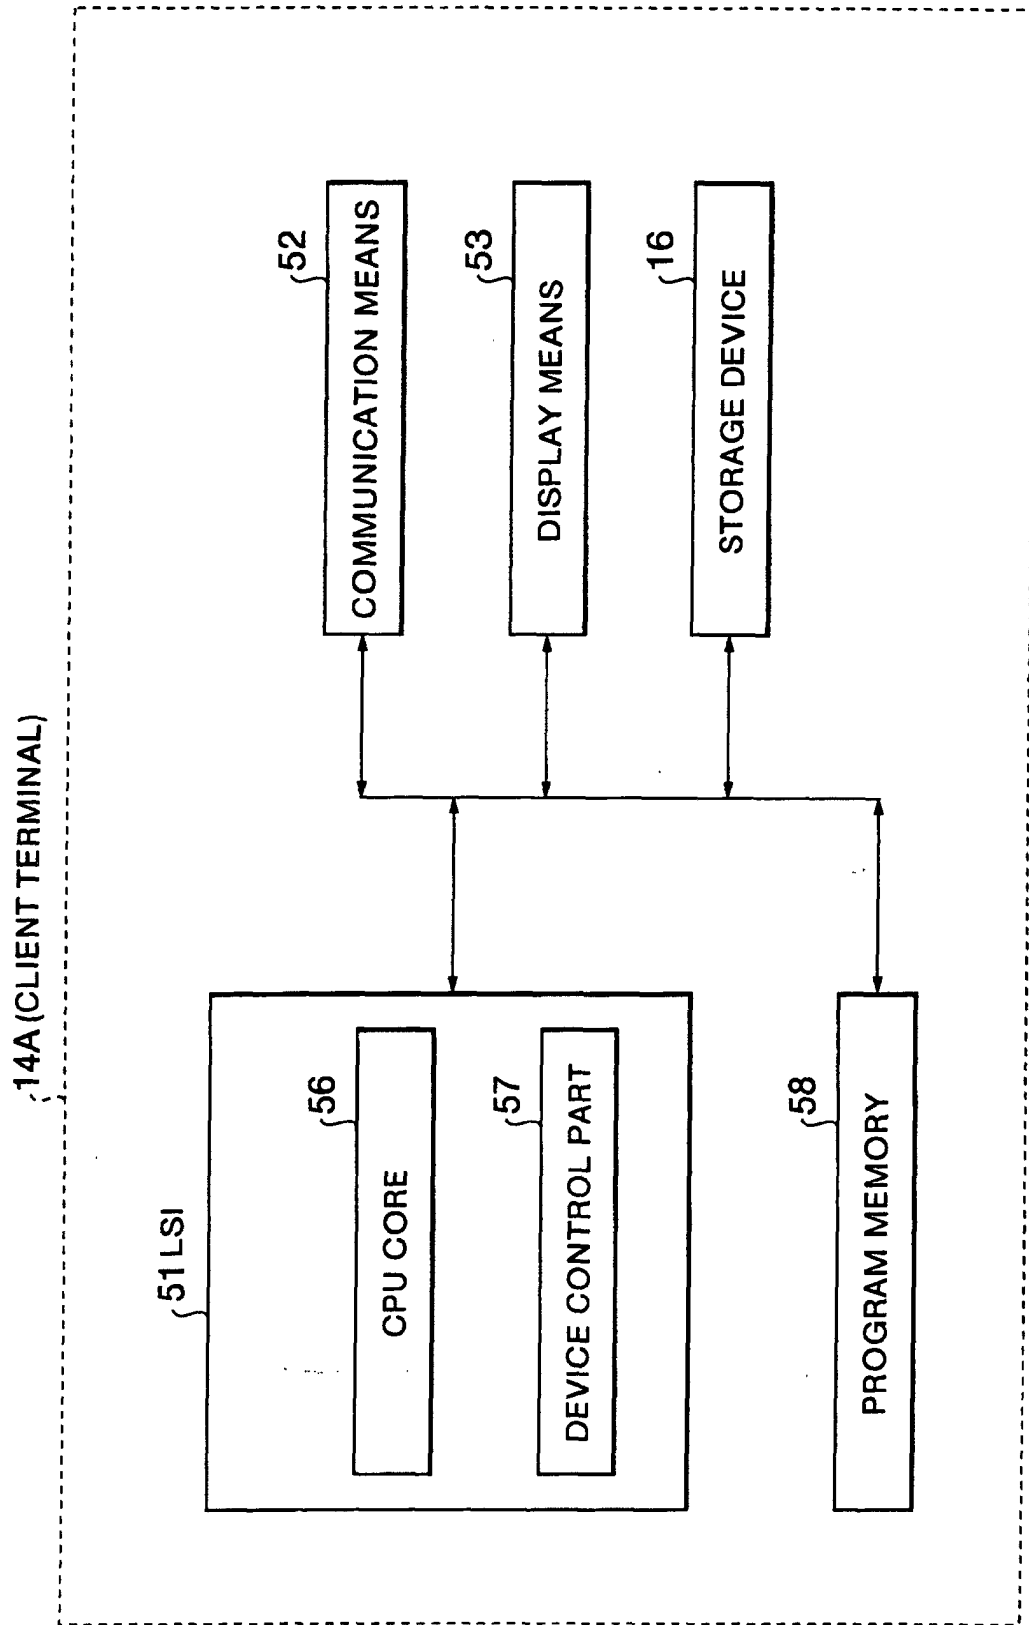 14A (CLIENT TERMINAL)
51 LSI
56
CPU CORE
57
DEVICE CONTROL PART
58
PROGRAM MEMORY
52
COMMUNICATION MEANS
53
DISPLAY MEANS
16
STORAGE DEVICE